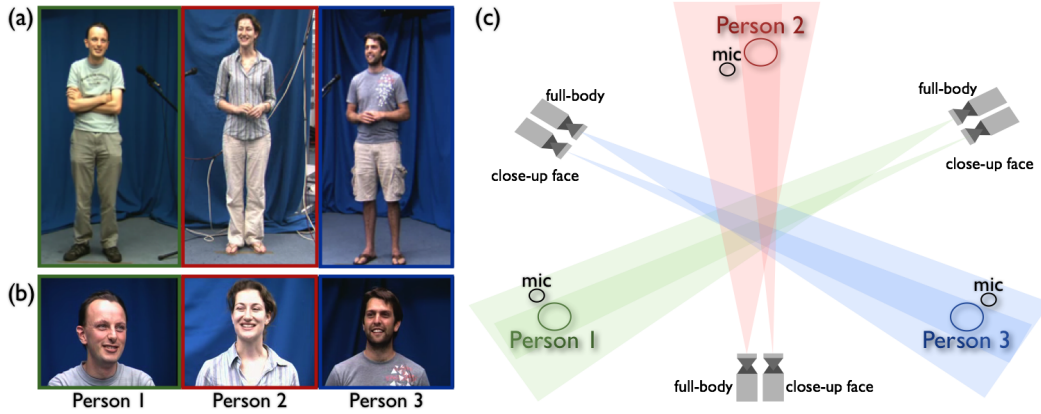 (a)
(b)
Person 1
Person 2
Person 3
(c)
Person 2
mic
full-body
close-up face
full-body
close-up face
mic
Person 1
mic
Person 3
full-body
close-up face